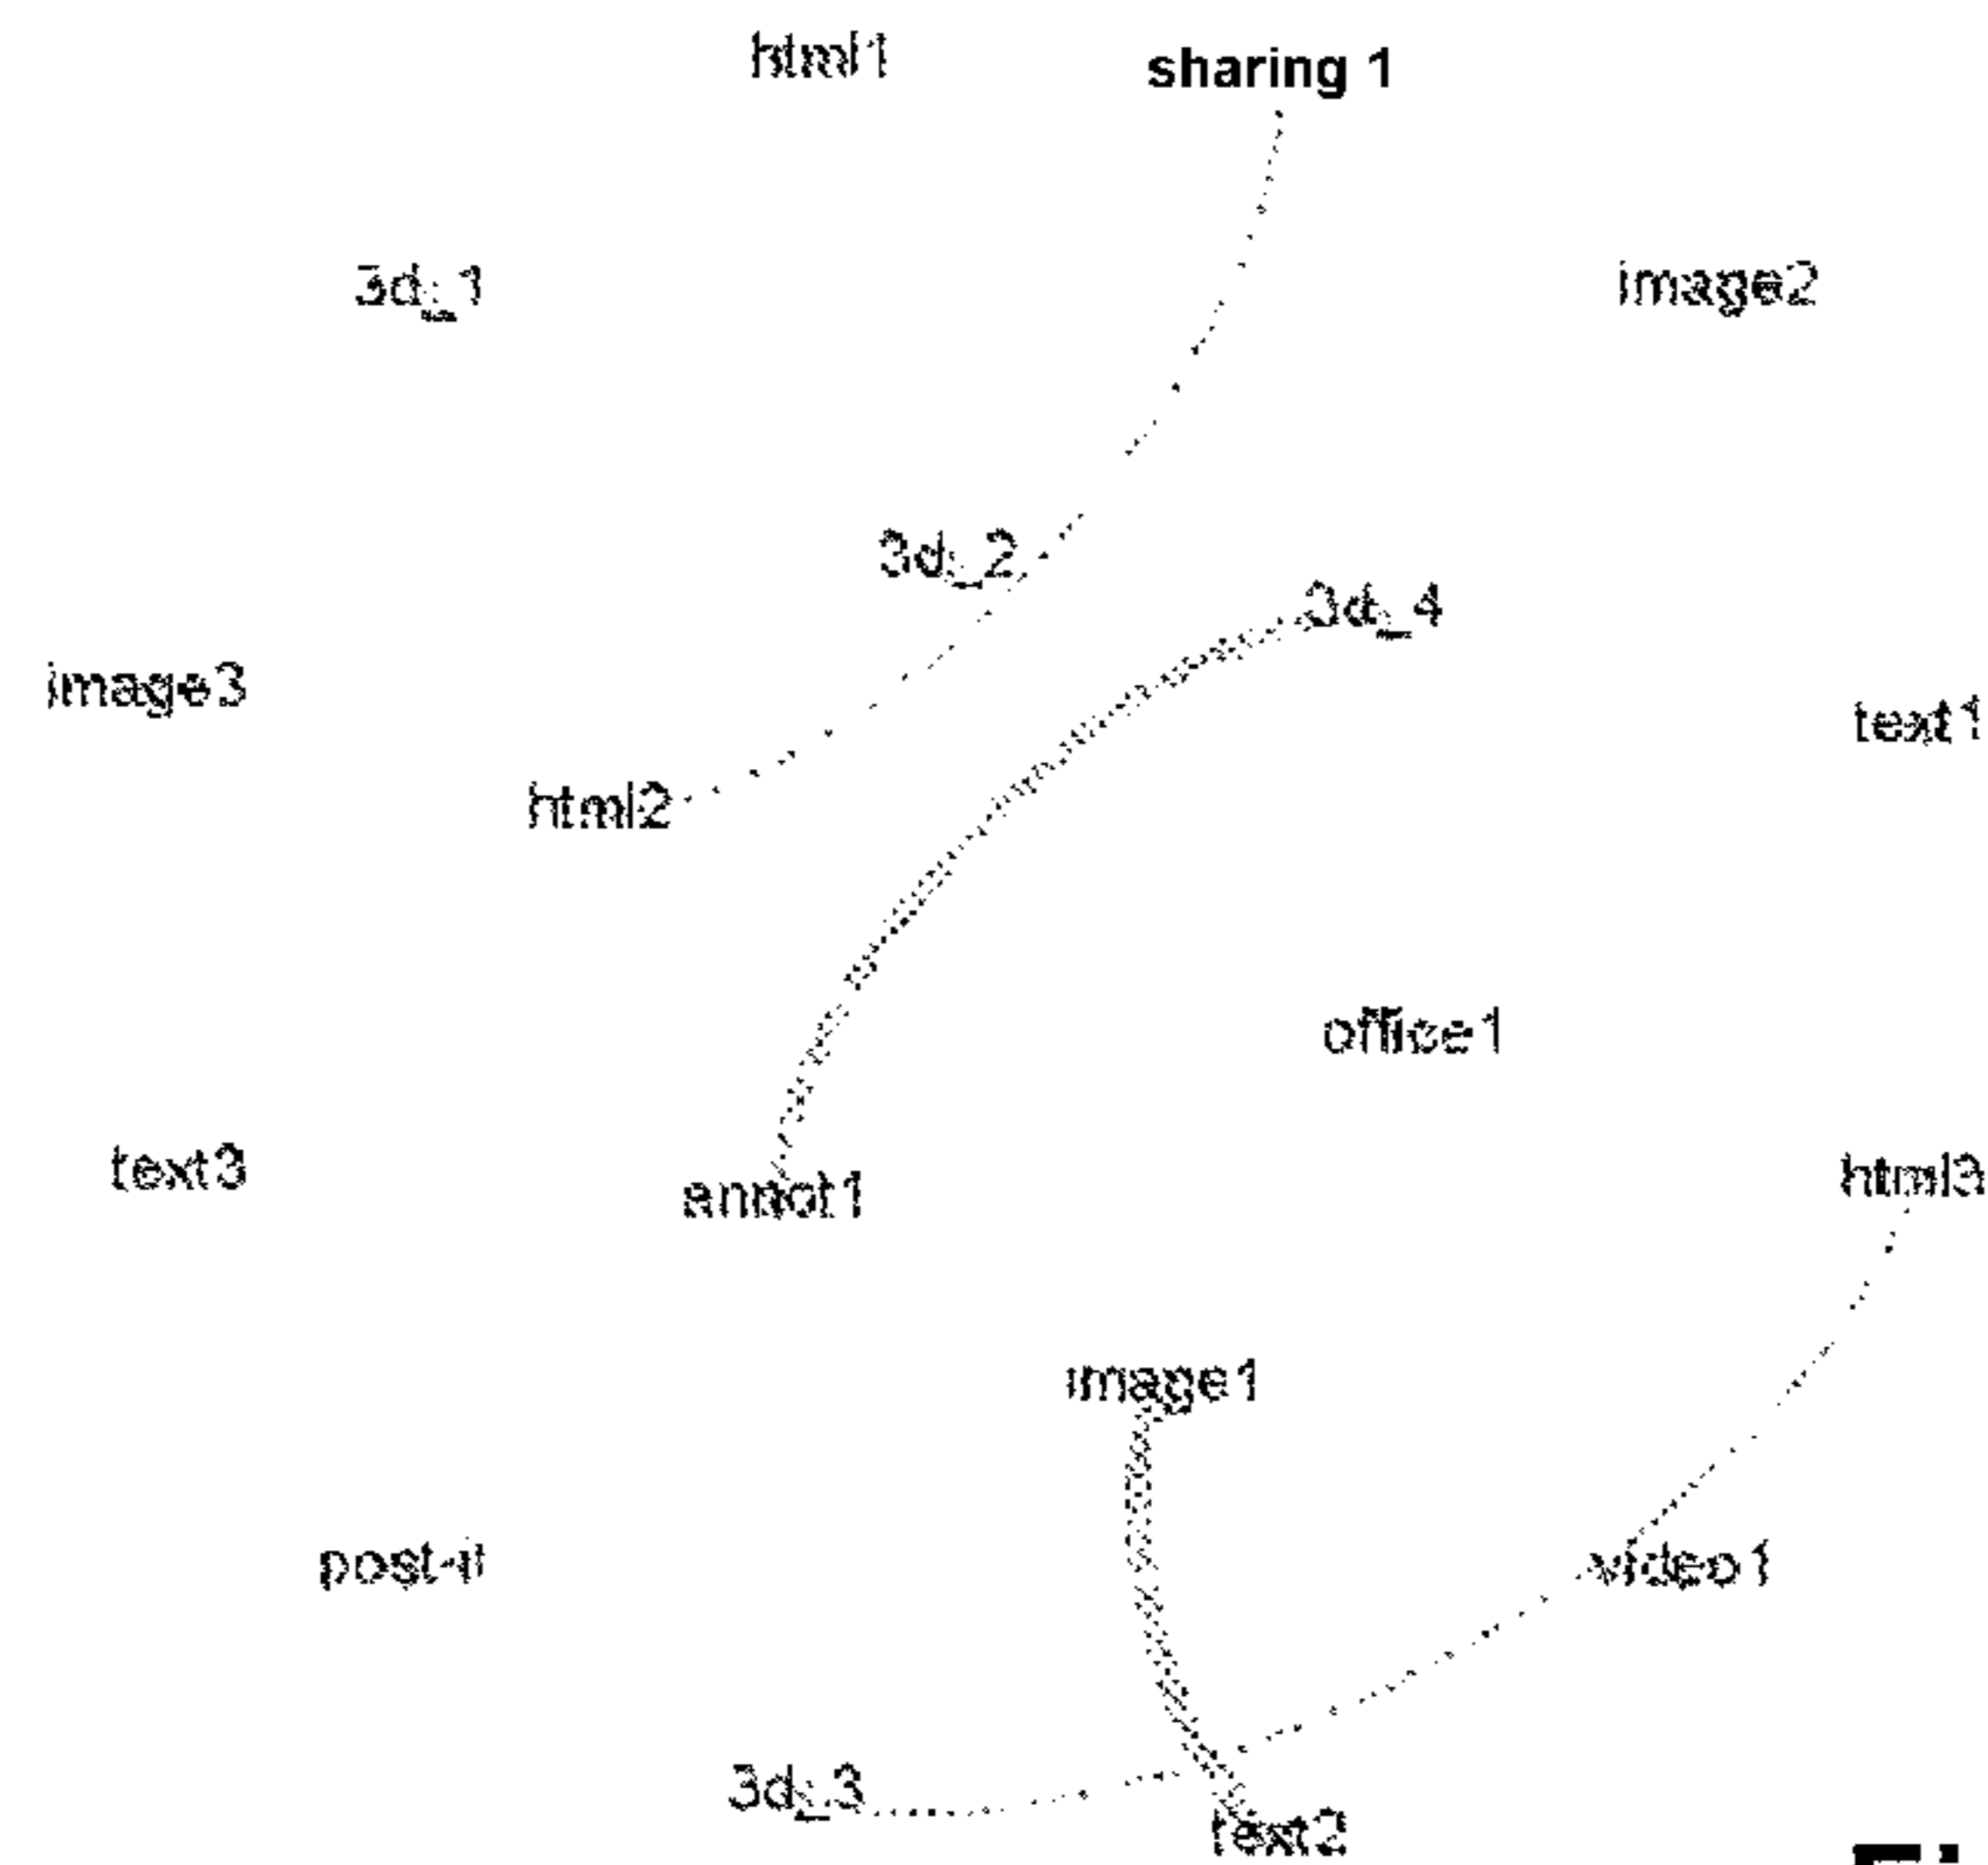 html1
sharing 1
3d_1
image2
3d_2
3d_4
image3
text1
html2
office1
text3
annot1
html3
image1
post-it
video1
3d_3
text2